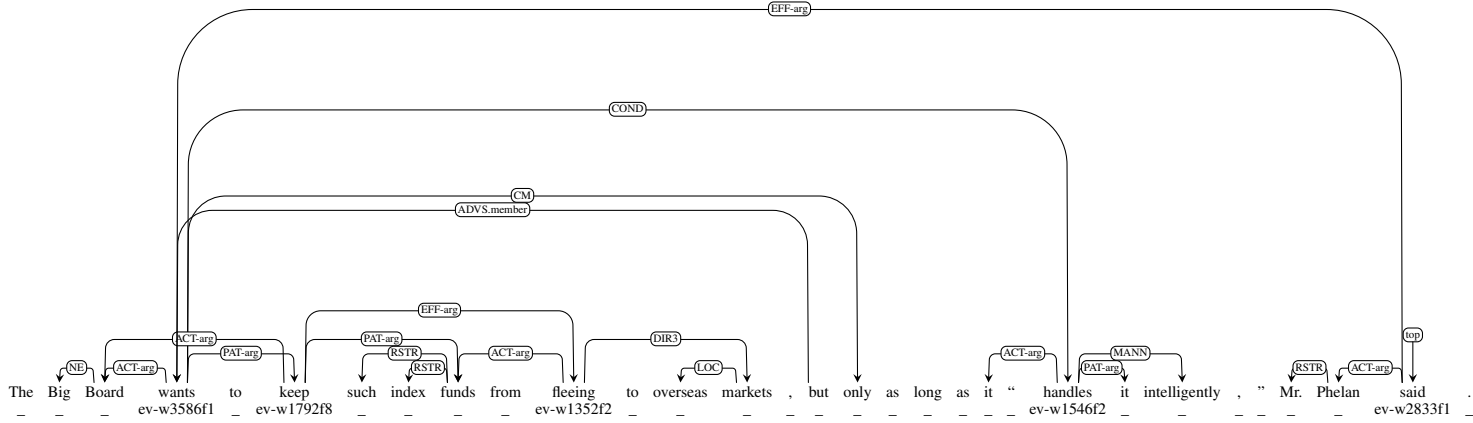 EFF-arg
COND
CM
ADVS.member
EFF-arg
ACT-arg PAT-arg DIR3 top
PAT-arg RSTR ACT-arg ACT-arg MANN
NE ACT-arg RSTR LOC PAT-arg RSTR ACT-arg
The Big Board wants to keep such index funds from fleeing to overseas markets , but only as long as it “ handles it intelligently , ” Mr. Phelan said .
_ _ _ ev-w3586f1 _ ev-w1792f8 _ _ _ _ ev-w1352f2 _ _ _ _ _ _ _ _ _ _ _ ev-w1546f2 _ _ _ _ _ _ ev-w2833f1 _